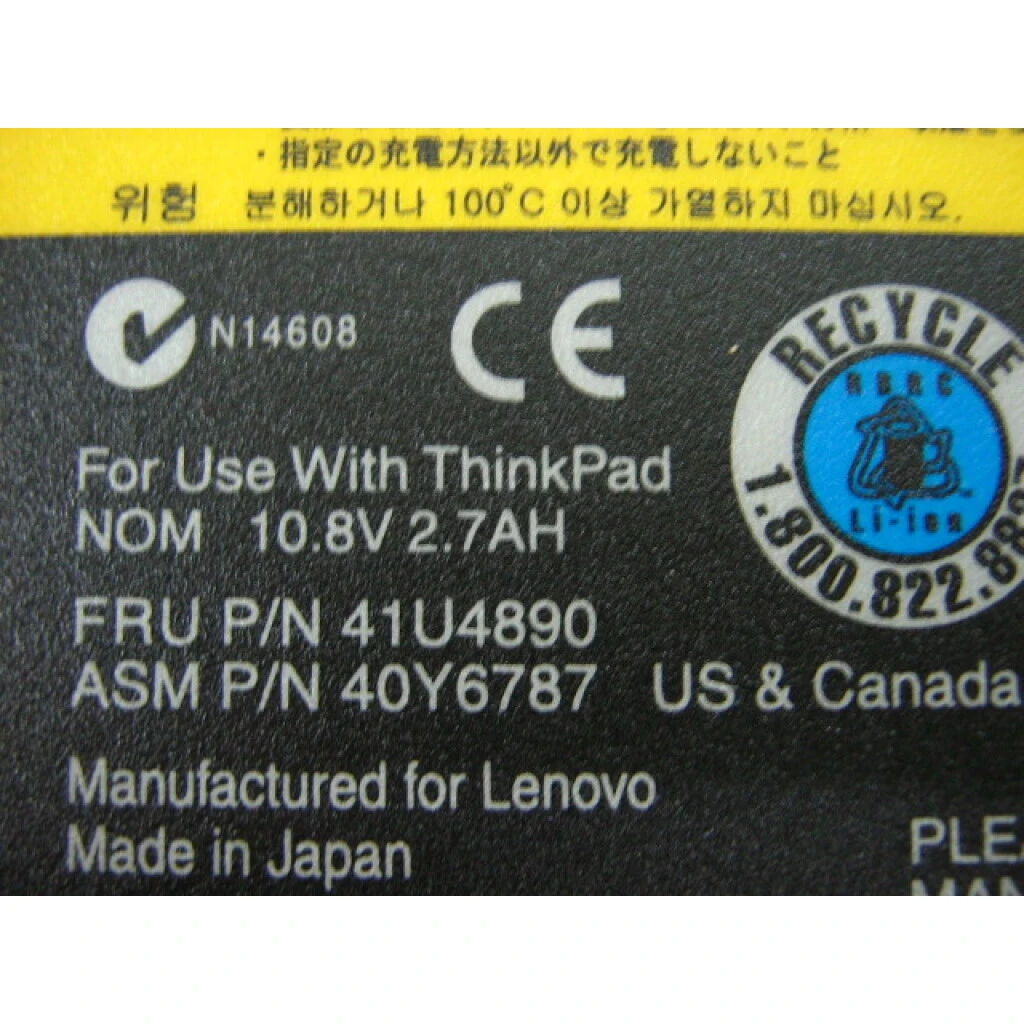 ・指定の充電方法以外で充電しないこと
위험 분해하거나 100°C 이상 가열하지 마십시오.
N14608
CE
RECYCLE
RBRC
Li-ion
1.800.822.88
For Use With ThinkPad
NOM 10.8V 2.7AH
FRU P/N 41U4890
ASM P/N 40Y6787
US & Canada
Manufactured for Lenovo
Made in Japan
PLE
MAN